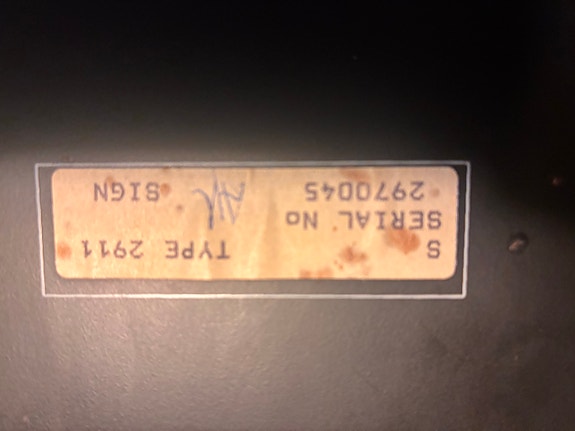 S TYPE 2911
SERIAL No
2970045 SIGN